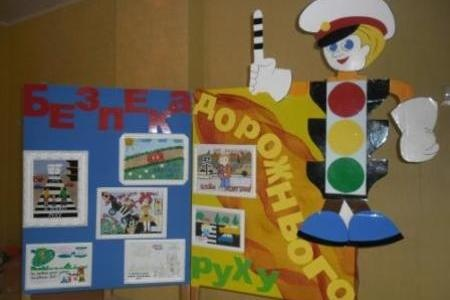 Безпека
дорожнього
руху